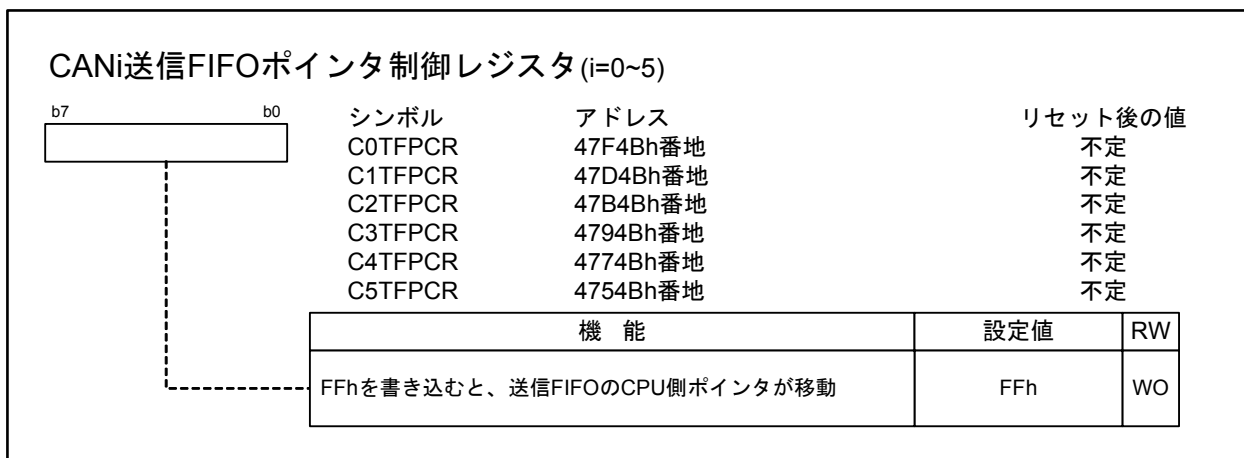 CANi送信FIFOポインタ制御レジスタ(i=0~5)
b7 b0 シンボル アドレス リセット後の値
C0TFPCR 47F4Bh番地 不定
C1TFPCR 47D4Bh番地 不定
C2TFPCR 47B4Bh番地 不定
C3TFPCR 4794Bh番地 不定
C4TFPCR 4774Bh番地 不定
C5TFPCR 4754Bh番地 不定
機 能 設定値 RW
FFhを書き込むと、送信FIFOのCPU側ポインタが移動 FFh WO